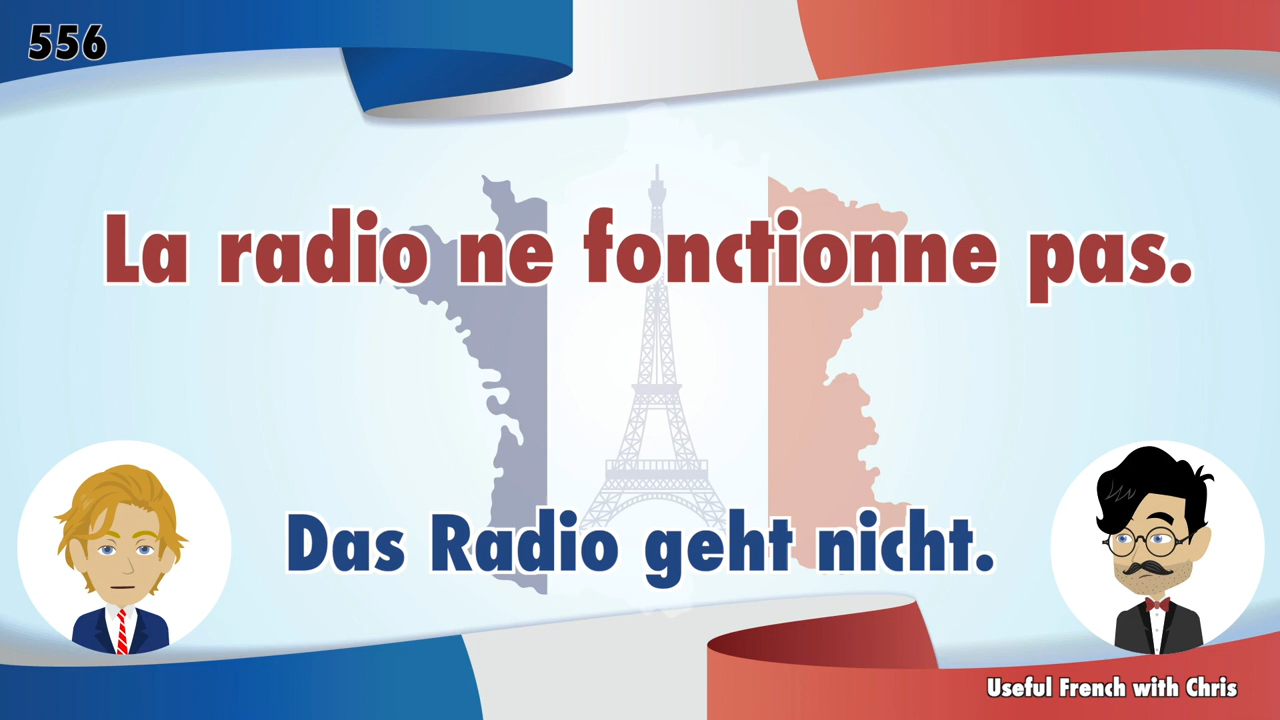 556
La radio ne fonctionne pas.
Das Radio geht nicht.
Useful French with Chris